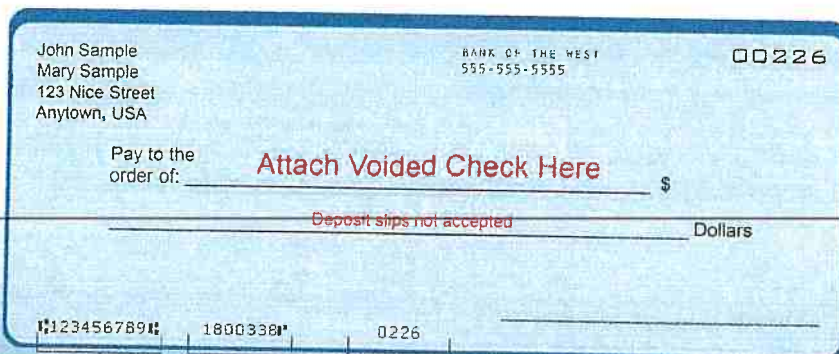 John Sample
Mary Sample
123 Nice Street
Anytown, USA
BANK OF THE WEST
555-555-5555
00226
Pay to the
order of:
Attach Voided Check Here
$
Deposit slips not accepted
Dollars
⑆123456789⑆ 1800338⑈ 0226